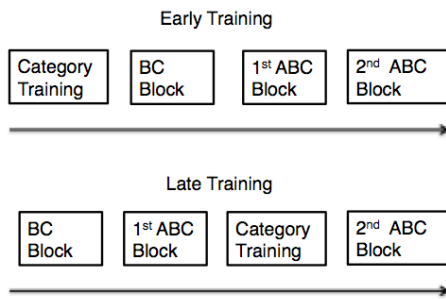 Early Training
Category
Training
BC
Block
1st ABC
Block
2nd ABC
Block
Late Training
BC
Block
1st ABC
Block
Category
Training
2nd ABC
Block